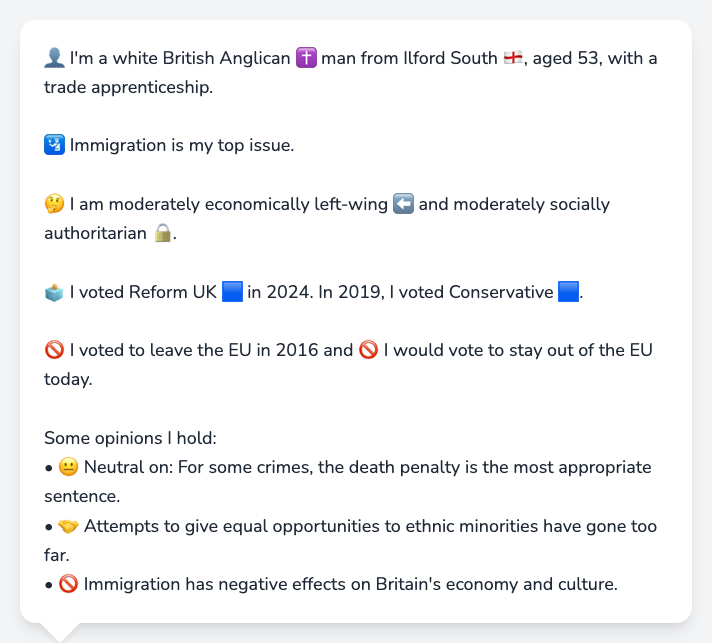 👤 I'm a white British Anglican ✝️ man from Ilford South 🏴󠁧󠁢󠁥󠁮󠁧󠁿, aged 53, with a
trade apprenticeship.
🛂 Immigration is my top issue.
🤔 I am moderately economically left-wing ⬅️ and moderately socially
authoritarian 🔒.
🗳️ I voted Reform UK 🟦 in 2024. In 2019, I voted Conservative 🟦.
🚫 I voted to leave the EU in 2016 and 🚫 I would vote to stay out of the EU
today.
Some opinions I hold:
• 😐 Neutral on: For some crimes, the death penalty is the most appropriate
sentence.
• 🤝 Attempts to give equal opportunities to ethnic minorities have gone too
far.
• 🚫 Immigration has negative effects on Britain's economy and culture.